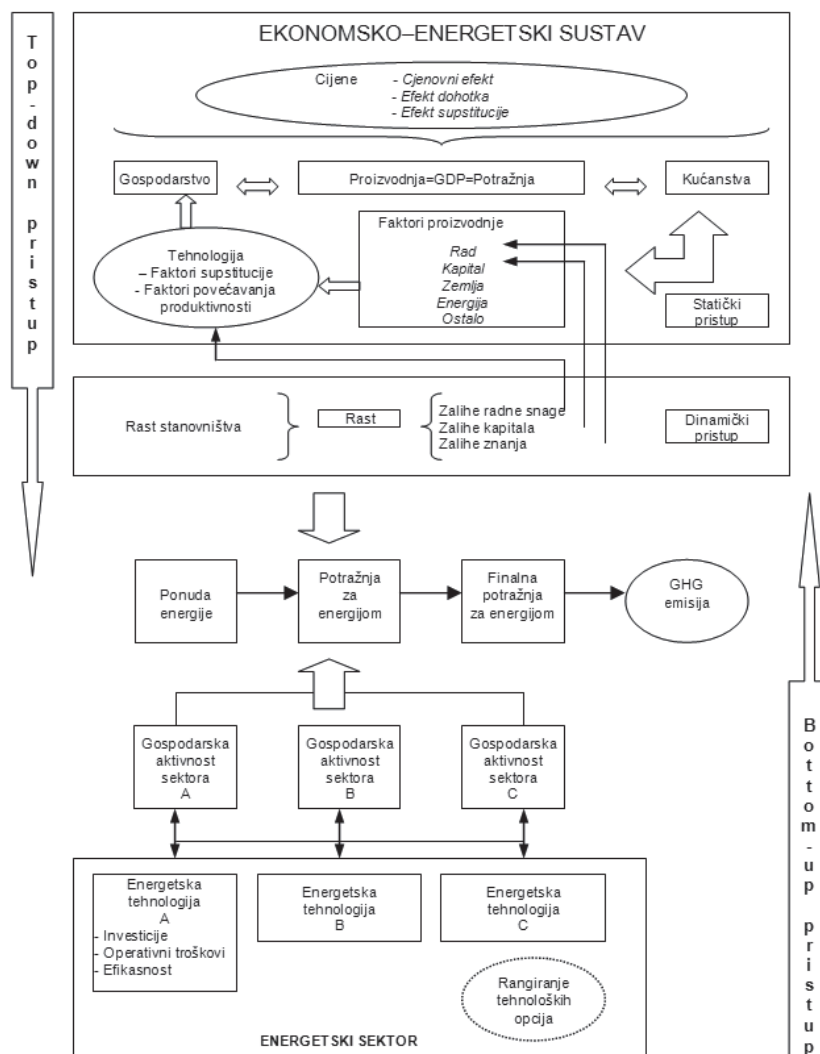 Top-down pristup
EKONOMSKO–ENERGETSKI SUSTAV
Cijene - Cjenovni efekt
- Efekt dohotka
- Efekt supstitucije
Gospodarstvo
Proizvodnja=GDP=Potražnja
Kućanstva
Faktori proizvodnje
Rad
Kapital
Zemlja
Energija
Ostalo
Tehnologija
– Faktori supstitucije
- Faktori povećavanja
produktivnosti
Statički
pristup
Rast stanovništva
Rast
Zalihe radne snage
Zalihe kapitala
Zalihe znanja
Dinamički
pristup
Ponuda
energije
Potražnja
za
energijom
Finalna
potražnja
za energijom
GHG
emisija
Gospodarska
aktivnost
sektora
A
Gospodarska
aktivnost
sektora
B
Gospodarska
aktivnost
sektora
C
Bottom-up pristup
Energetska
tehnologija
A
- Investicije
- Operativni troškovi
- Efikasnost
Energetska
tehnologija
B
Energetska
tehnologija
C
Rangiranje
tehnoloških
opcija
ENERGETSKI SEKTOR